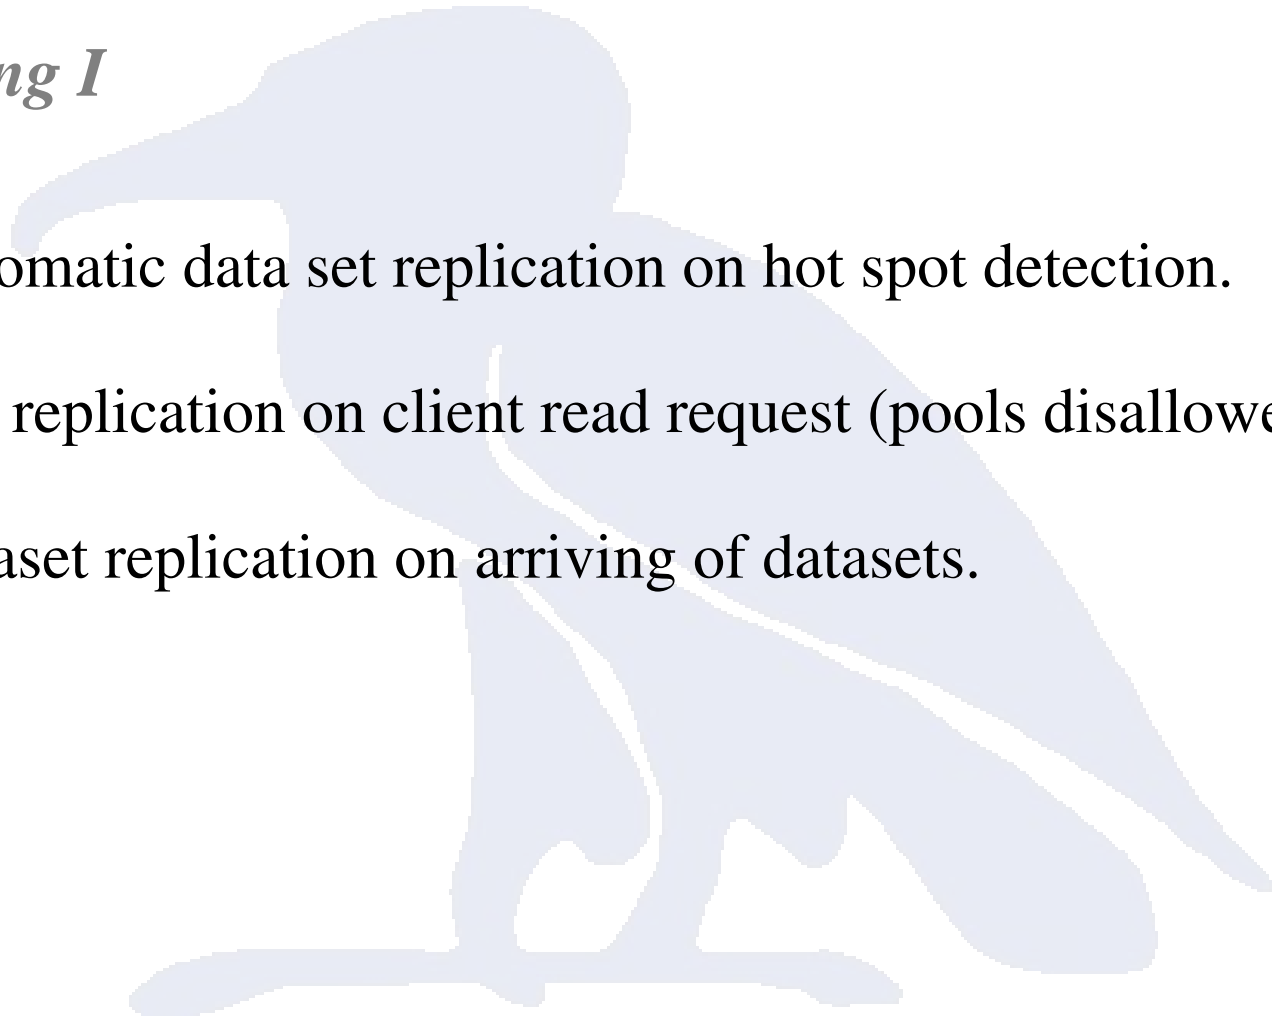 ng I
omatic data set replication on hot spot detection.
replication on client read request (pools disallowe
aset replication on arriving of datasets.